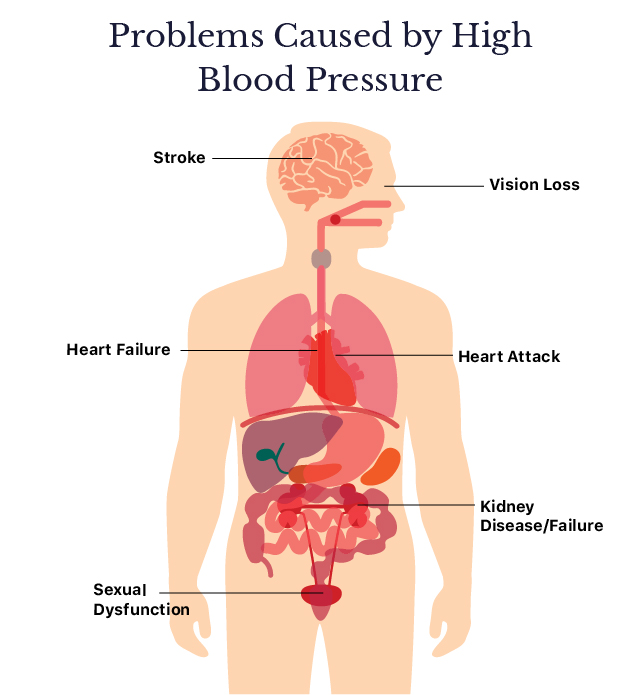 Problems Caused by High
Blood Pressure
Stroke
Vision Loss
Heart Failure
Heart Attack
Kidney
Disease/Failure
Sexual
Dysfunction